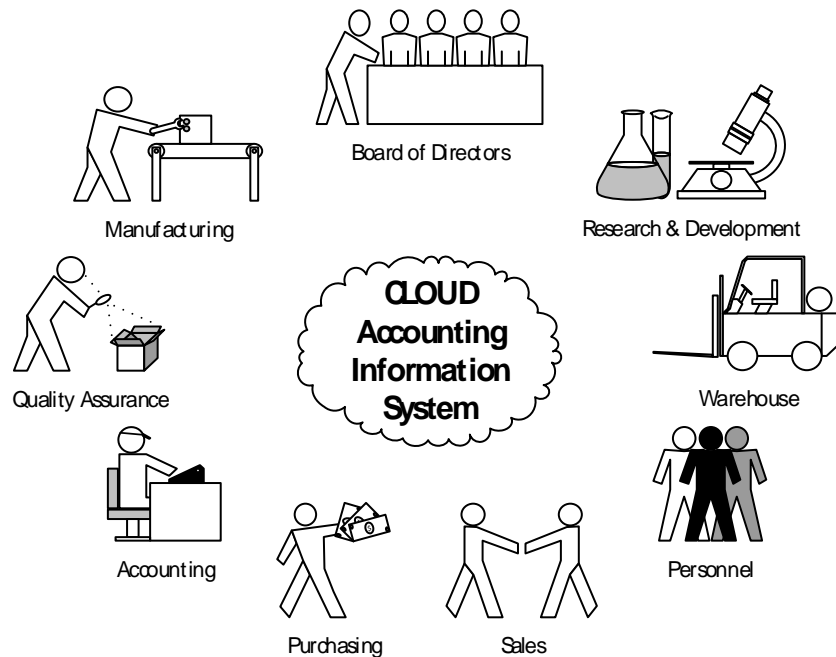 Board of Directors
Manufacturing
Research & Development
CLOUD
Accounting
Information
System
Quality Assurance
Warehouse
Accounting
Personnel
Purchasing
Sales